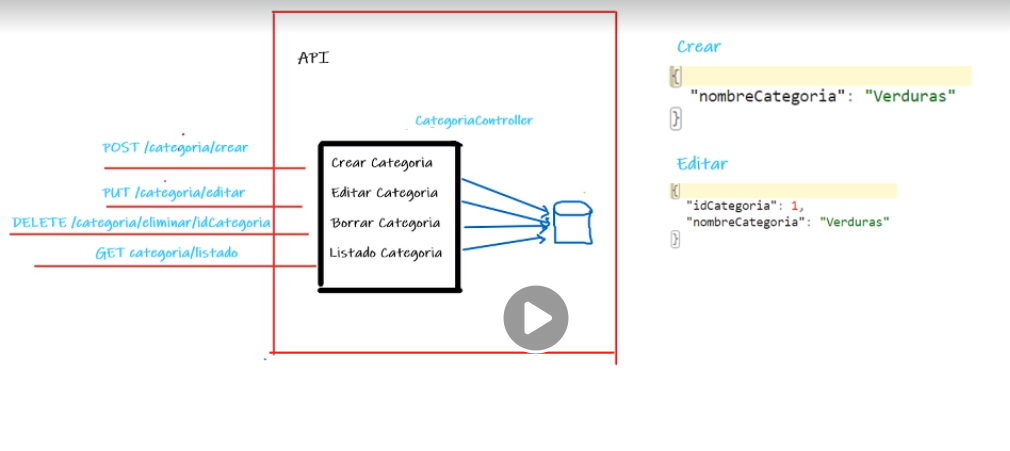 API
CategoriaController
POST /categoria/crear
PUT /categoria/editar
DELETE /categoria/eliminar/idCategoria
GET categoria/listado
Crear Categoria
Editar Categoria
Borrar Categoria
Listado Categoria
Crear
{
"nombreCategoria": "Verduras"
}
Editar
{
"idCategoria": 1,
"nombreCategoria": "Verduras"
}